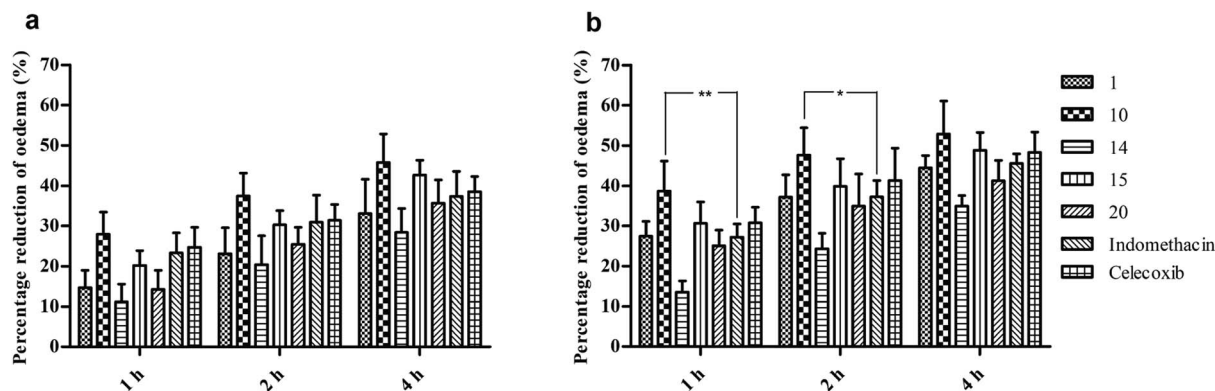 a
Percentage reduction of oedema (%)
70
60
50
40
30
20
10
0
1 h
2 h
4 h
b
Percentage reduction of oedema (%)
70
60
50
40
30
20
10
0
**
*
1 h
2 h
4 h
1
10
14
15
20
Indomethacin
Celecoxib